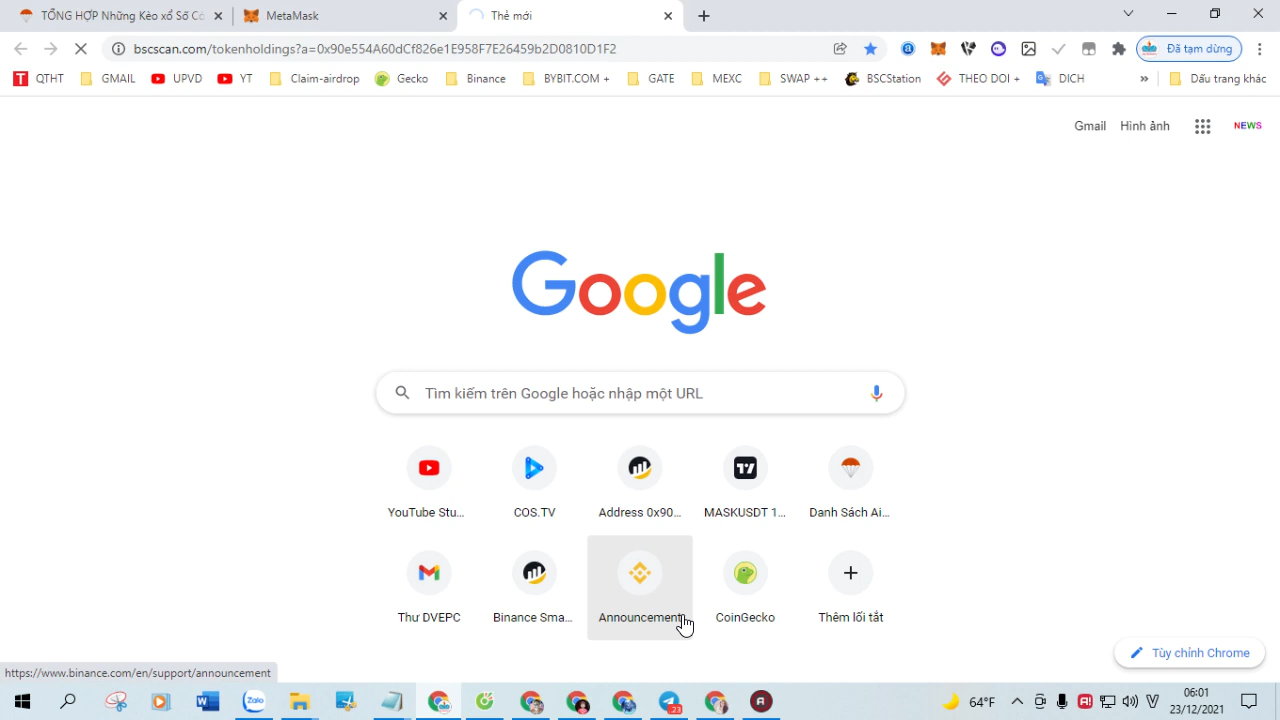 TỔNG HỢP Những Kèo xổ Số Cо
MetaMask
Thẻ mới
bscscan.com/tokenholdings?a=0x90e554A60dCf826e1E958F7E26459b2D0810D1F2
Đã tạm dừng
QTHT
GMAIL
UPVD
YT
Claim-airdrop
Gecko
Binance
BYBIT.COM +
GATE
MEXC
SWAP ++
BSCStation
THEO DOI +
DICH
»
Dấu trang khác
Gmail
Hình ảnh
NEWS
Google
Tìm kiếm trên Google hoặc nhập một URL
YouTube Stu...
COS.TV
Address 0x90...
MASKUSDT 1...
Danh Sách Ai...
Thư DVEPC
Binance Sma...
Announcement
CoinGecko
Thêm lối tắt
Tùy chỉnh Chrome
https://www.binance.com/en/support/announcement
Zalo
23
64°F
06:01
23/12/2021